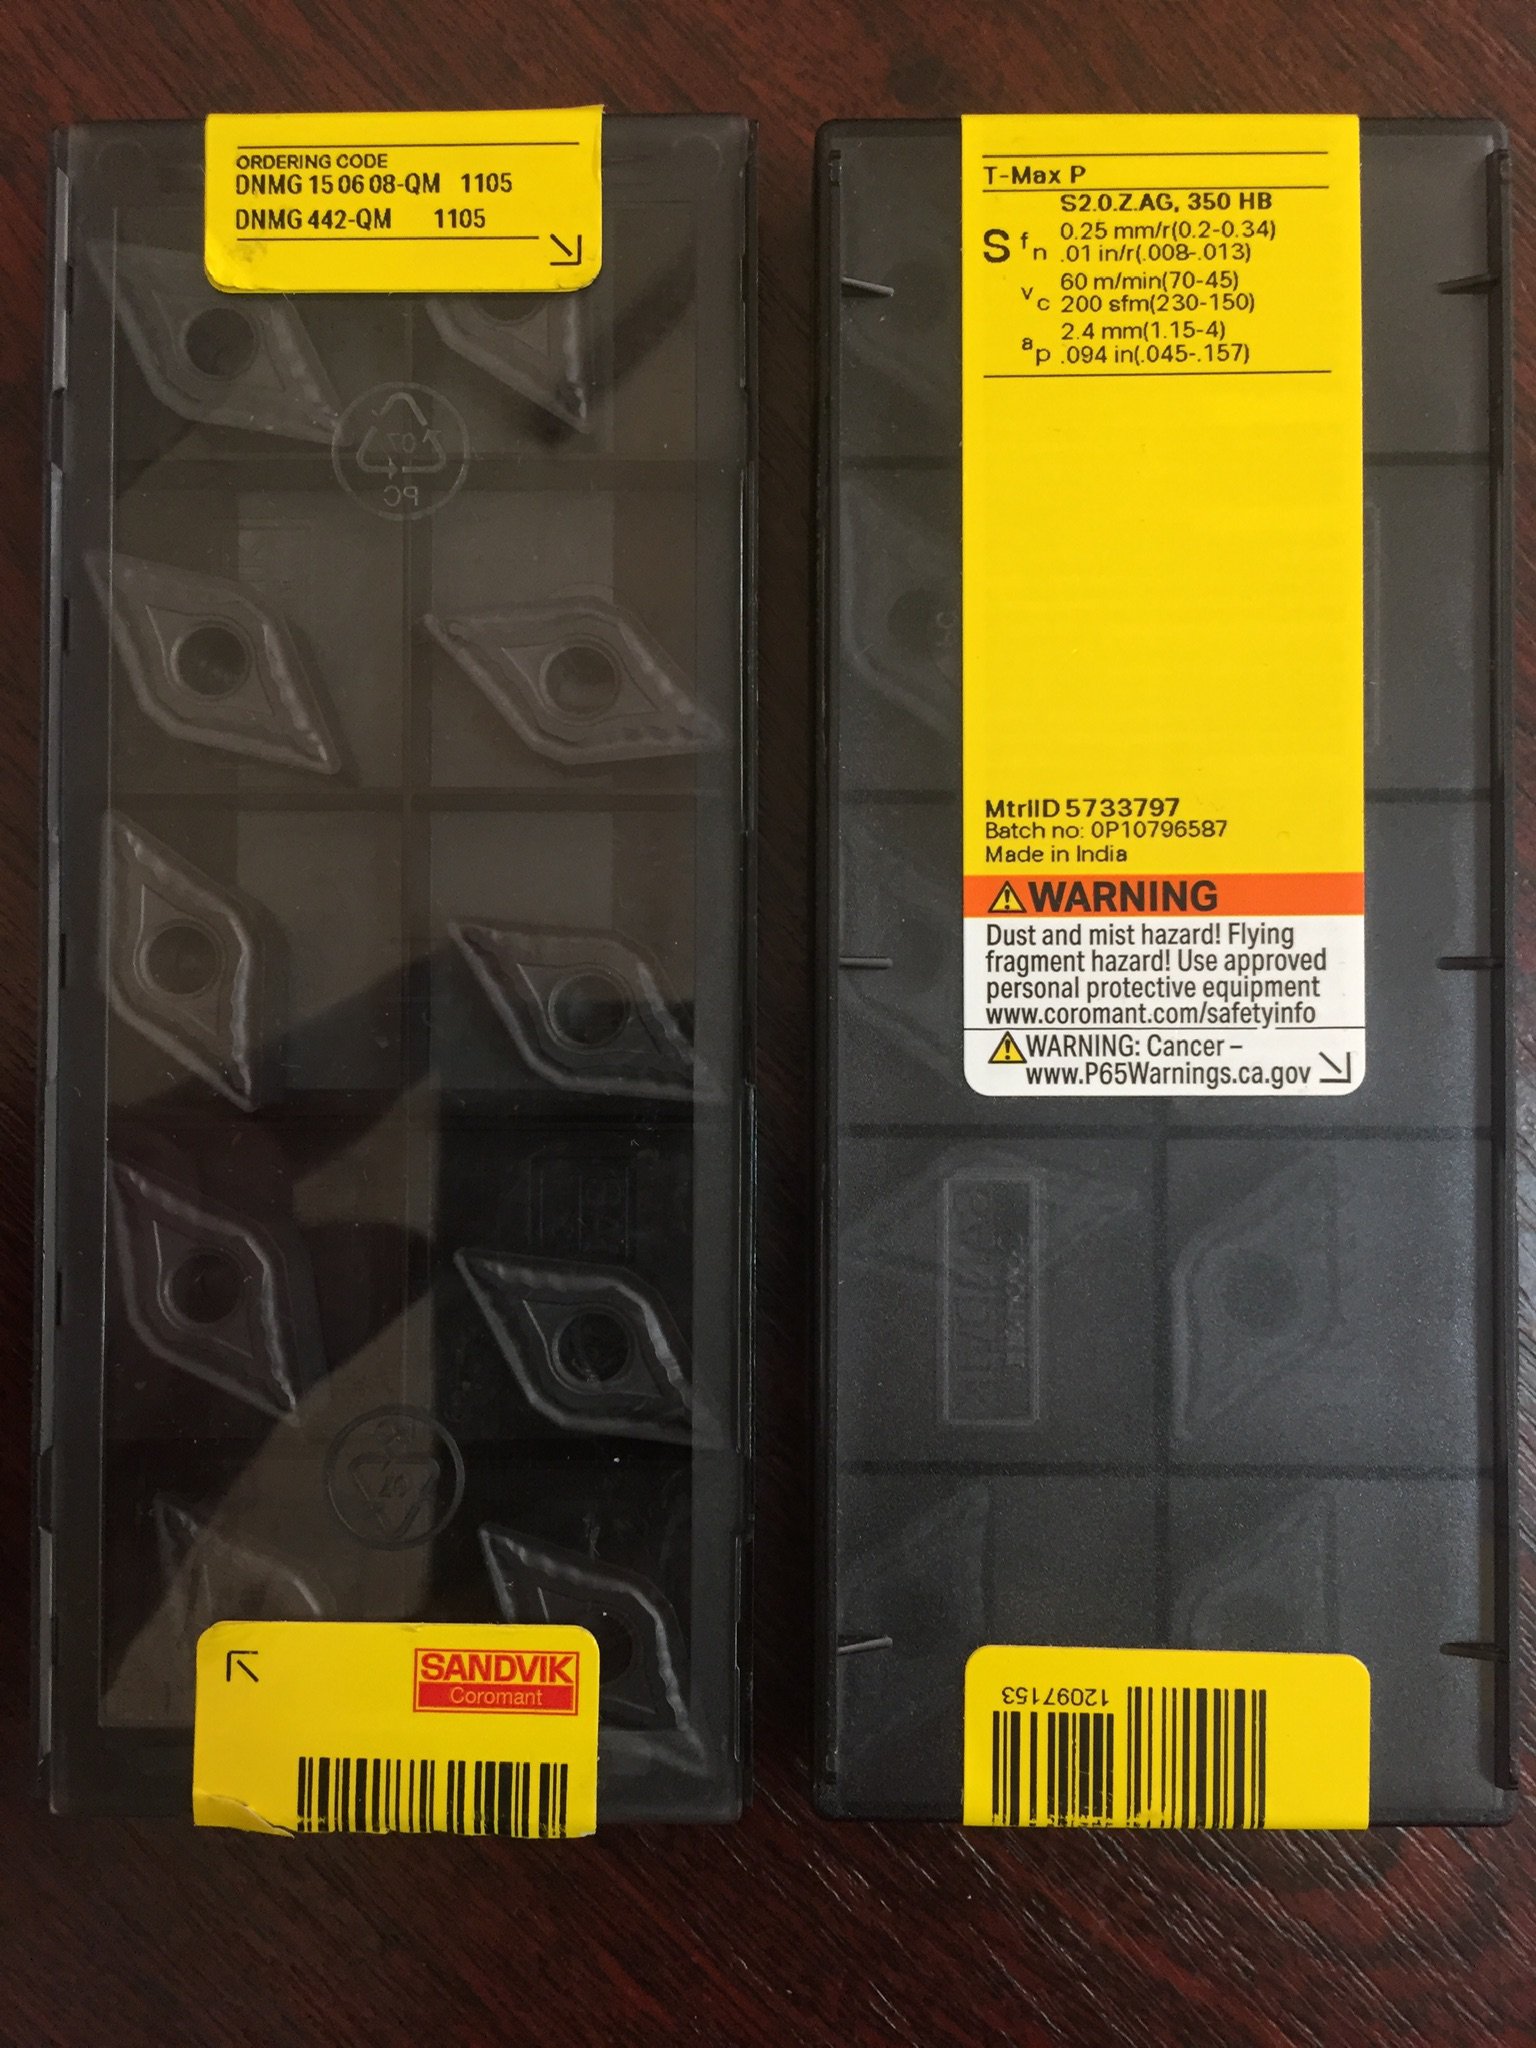 ORDERING CODE
DNMG 15 06 08-QM 1105
DNMG 442-QM 1105
07
PC
SANDVIK
Coromant
T-Max P
S2.0.Z.AG, 350 HB
S fn 0.25 mm/r(0.2-0.34)
.01 in/r(.008-.013)
vc 60 m/min(70-45)
200 sfm(230-150)
ap 2.4 mm(1.15-4)
.094 in(.045-.157)
MtrlID 5733797
Batch no: 0P10796587
Made in India
WARNING
Dust and mist hazard! Flying
fragment hazard! Use approved
personal protective equipment
www.coromant.com/safetyinfo
WARNING: Cancer –
www.P65Warnings.ca.gov
12097153